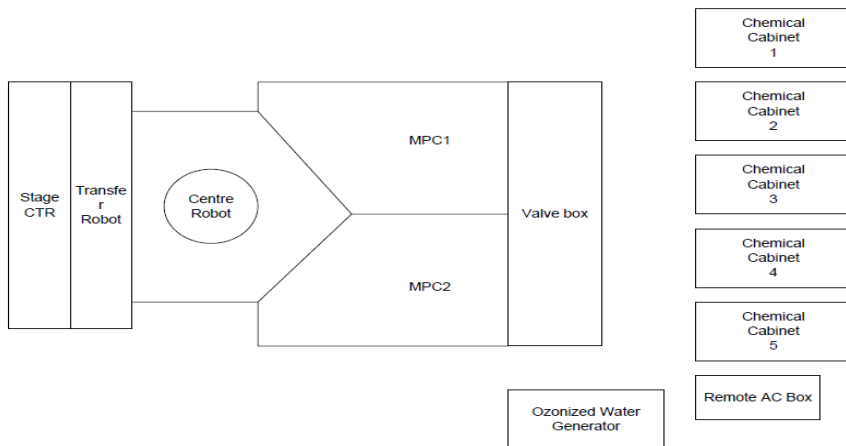 Chemical
Cabinet
1
Chemical
Cabinet
2
MPC1
Chemical
Cabinet
3
Stage
CTR
Transfe
r
Robot
Centre
Robot
Valve box
Chemical
Cabinet
4
MPC2
Chemical
Cabinet
5
Remote AC Box
Ozonized Water
Generator